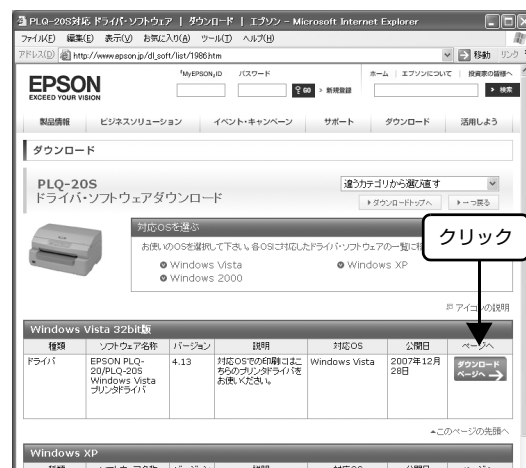 PLQ-20S対応 ドライバ・ソフトウェア | ダウンロード | エプソン – Microsoft Internet Explorer
ファイル(F) 編集(E) 表示(V) お気に入り(A) ツール(T) ヘルプ(H)
アドレス(D) http://www.epson.jp/dl_soft/list/1986.htm 移動 リンク
EPSON
EXCEED YOUR VISION
「MyEPSON」ID パスワード
GO 新規登録
ホーム | エプソンについて | 投資家の皆様へ
検索
製品情報 ビジネスソリューション イベント・キャンペーン サポート ダウンロード 活用しよう
ダウンロード
PLQ-20S
ドライバ・ソフトウェアダウンロード
違うカテゴリから選び直す
ダウンロードトップへ 一つ戻る
対応OSを選ぶ
お使いのOSを選択して下さい。各OSに対応したドライバ・ソフトウェアの一覧に移
Windows Vista Windows XP
Windows 2000
クリック
アイコンの説明
Windows Vista 32bit版
種類 ソフトウェア名称 バージョン 説明 対応OS 公開日 ページへ
ドライバ EPSON PLQ-20/PLQ-20S Windows Vista プリンタドライバ 4.13 対応OSでの印刷にはこちらのプリンタドライバをお使いください。 Windows Vista 2007年12月28日 ダウンロードページへ
このページの先頭へ
Windows XP